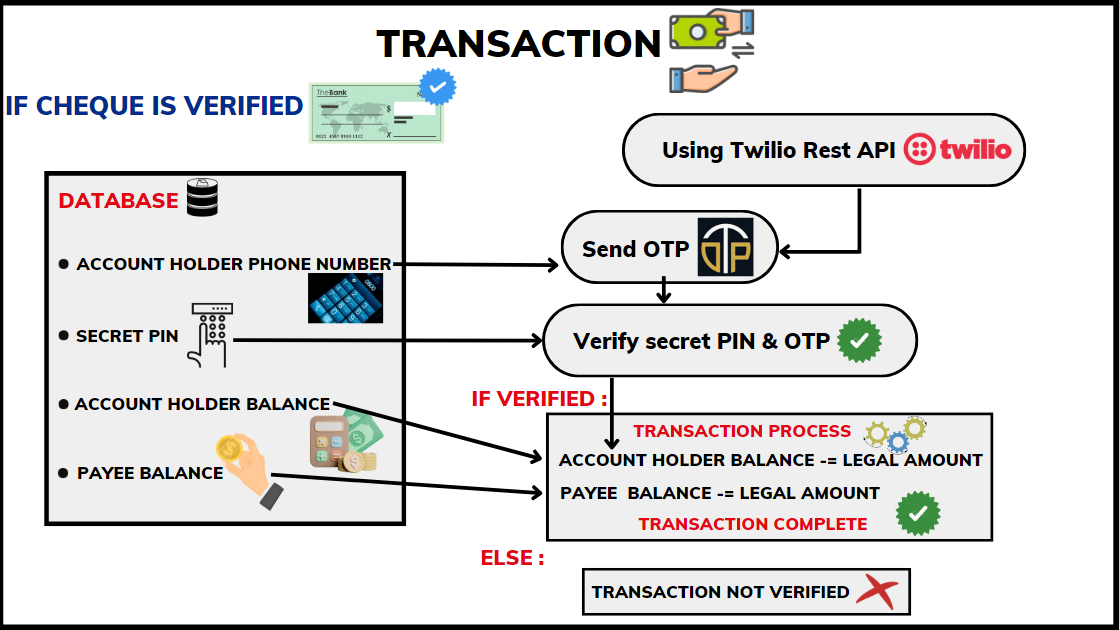 TRANSACTION
IF CHEQUE IS VERIFIED
TheBank
$
X
Using Twilio Rest API twilio
DATABASE
Send OTP OTP
ACCOUNT HOLDER PHONE NUMBER
SECRET PIN
Verify secret PIN & OTP
IF VERIFIED :
ACCOUNT HOLDER BALANCE
TRANSACTION PROCESS
ACCOUNT HOLDER BALANCE -= LEGAL AMOUNT
PAYEE BALANCE
PAYEE BALANCE -= LEGAL AMOUNT
TRANSACTION COMPLETE
ELSE :
TRANSACTION NOT VERIFIED